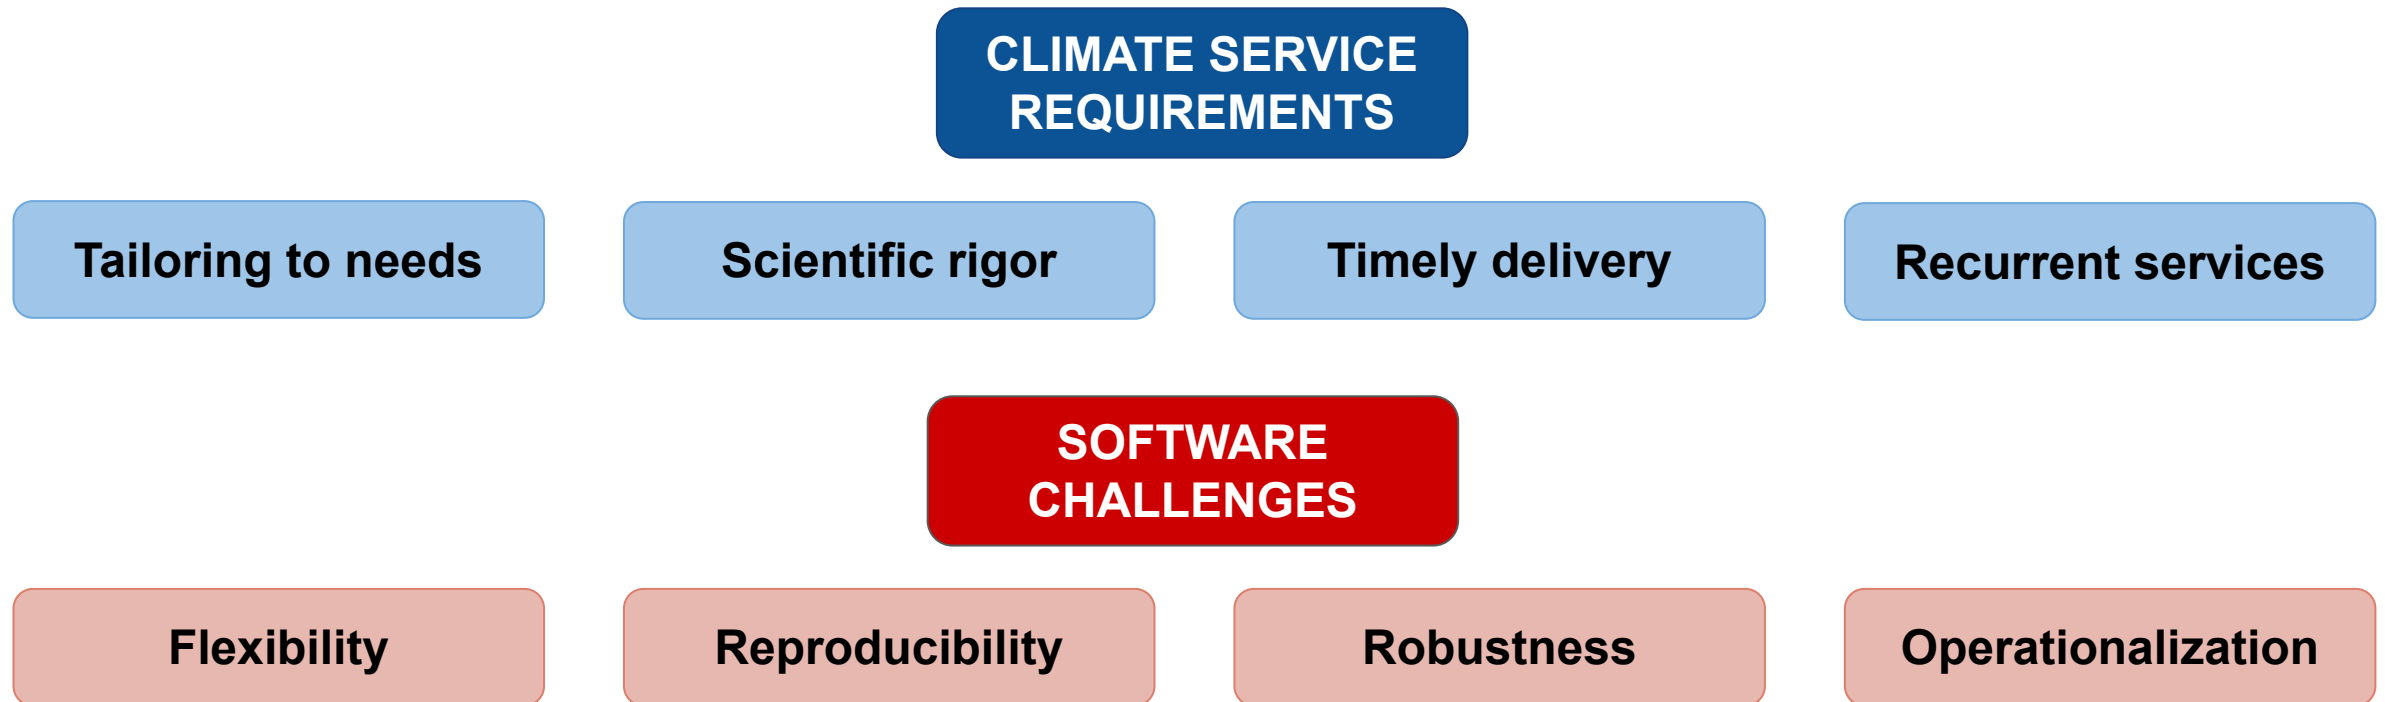 CLIMATE SERVICE
REQUIREMENTS
Tailoring to needs
Scientific rigor
Timely delivery
Recurrent services
SOFTWARE
CHALLENGES
Flexibility
Reproducibility
Robustness
Operationalization